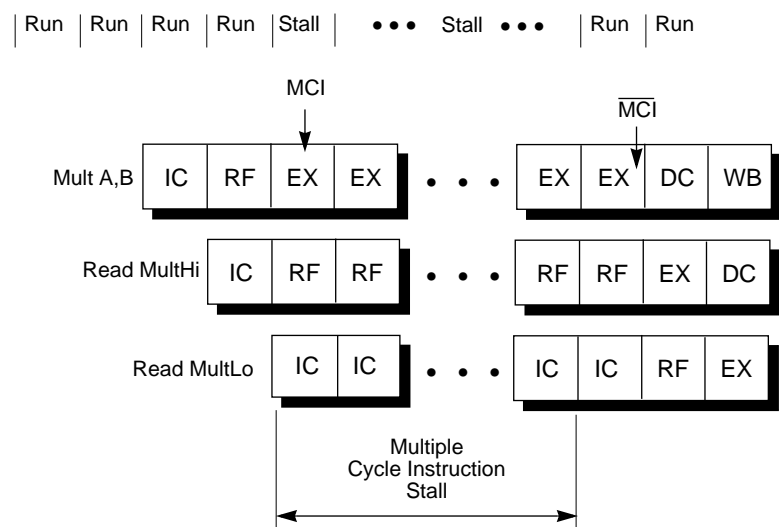 Run Run Run Run Stall ••• Stall ••• Run Run
MCI
M̅C̅I̅
Mult A,B IC RF EX EX • • • EX EX DC WB
Read MultHi IC RF RF • • • RF RF EX DC
Read MultLo IC IC • • • IC IC RF EX
Multiple
Cycle Instruction
Stall